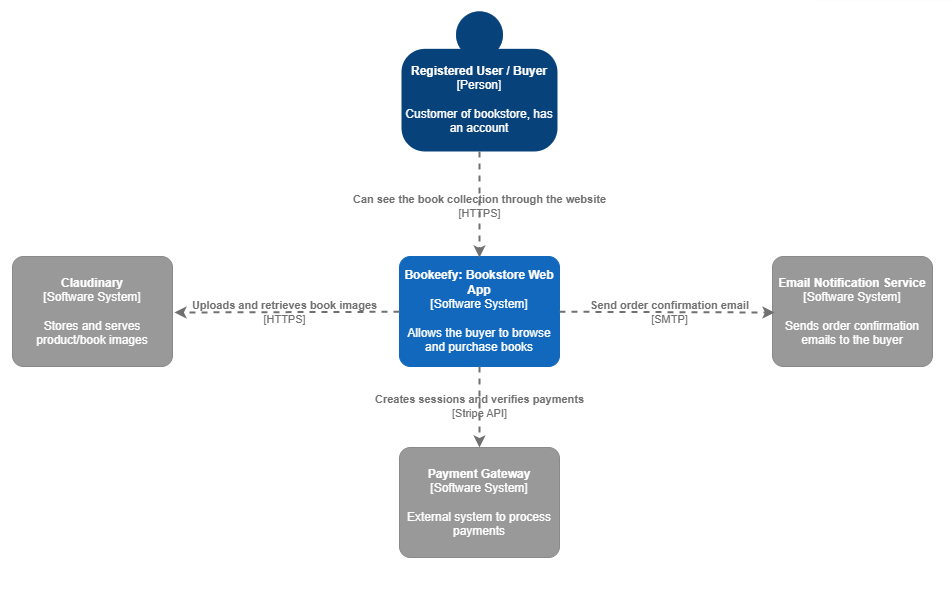 Registered User / Buyer
[Person]
Customer of bookstore, has
an account
Can see the book collection through the website
[HTTPS]
Claudinary
[Software System]
Stores and serves
product/book images
Uploads and retrieves book images
[HTTPS]
Bookeefy: Bookstore Web
App
[Software System]
Allows the buyer to browse
and purchase books
Send order confirmation email
[SMTP]
Email Notification Service
[Software System]
Sends order confirmation
emails to the buyer
Creates sessions and verifies payments
[Stripe API]
Payment Gateway
[Software System]
External system to process
payments